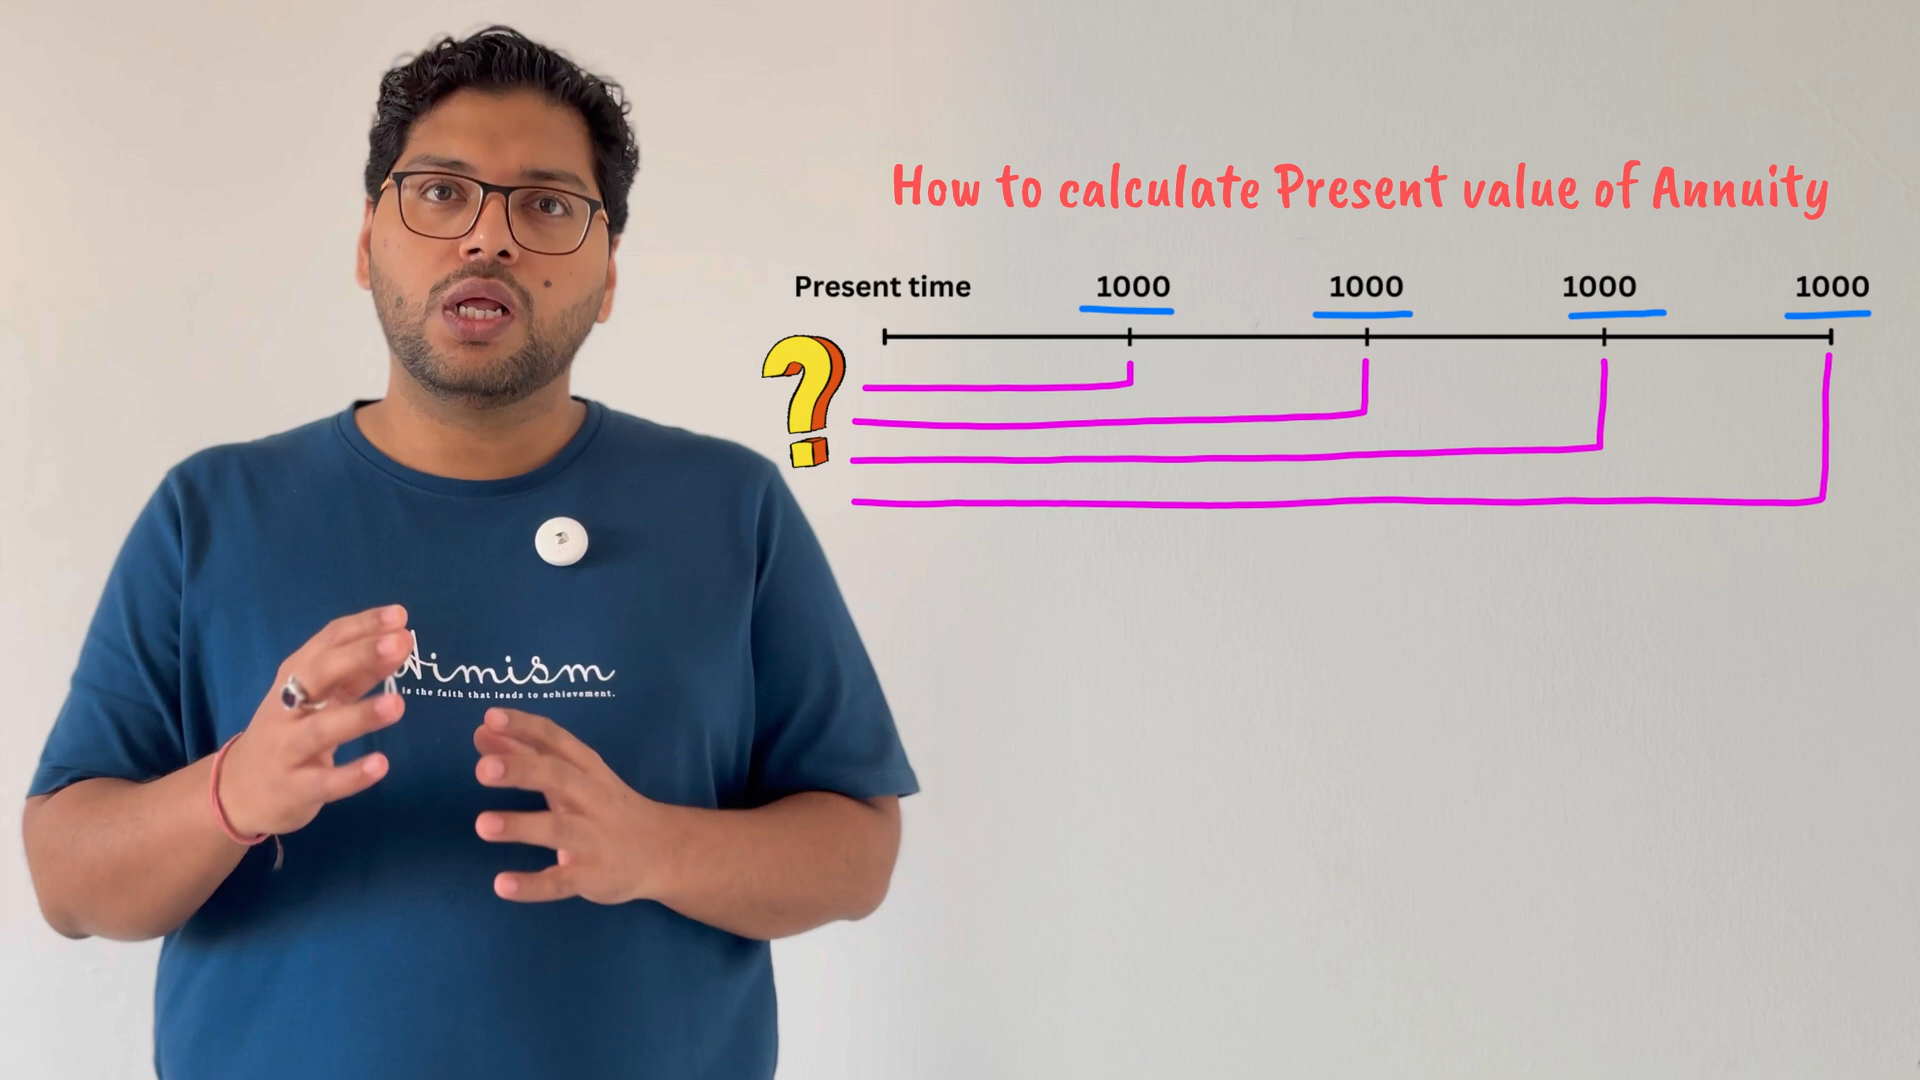 How to calculate Present value of Annuity
Present time 1000 1000 1000 1000
is the faith that leads to achievement.